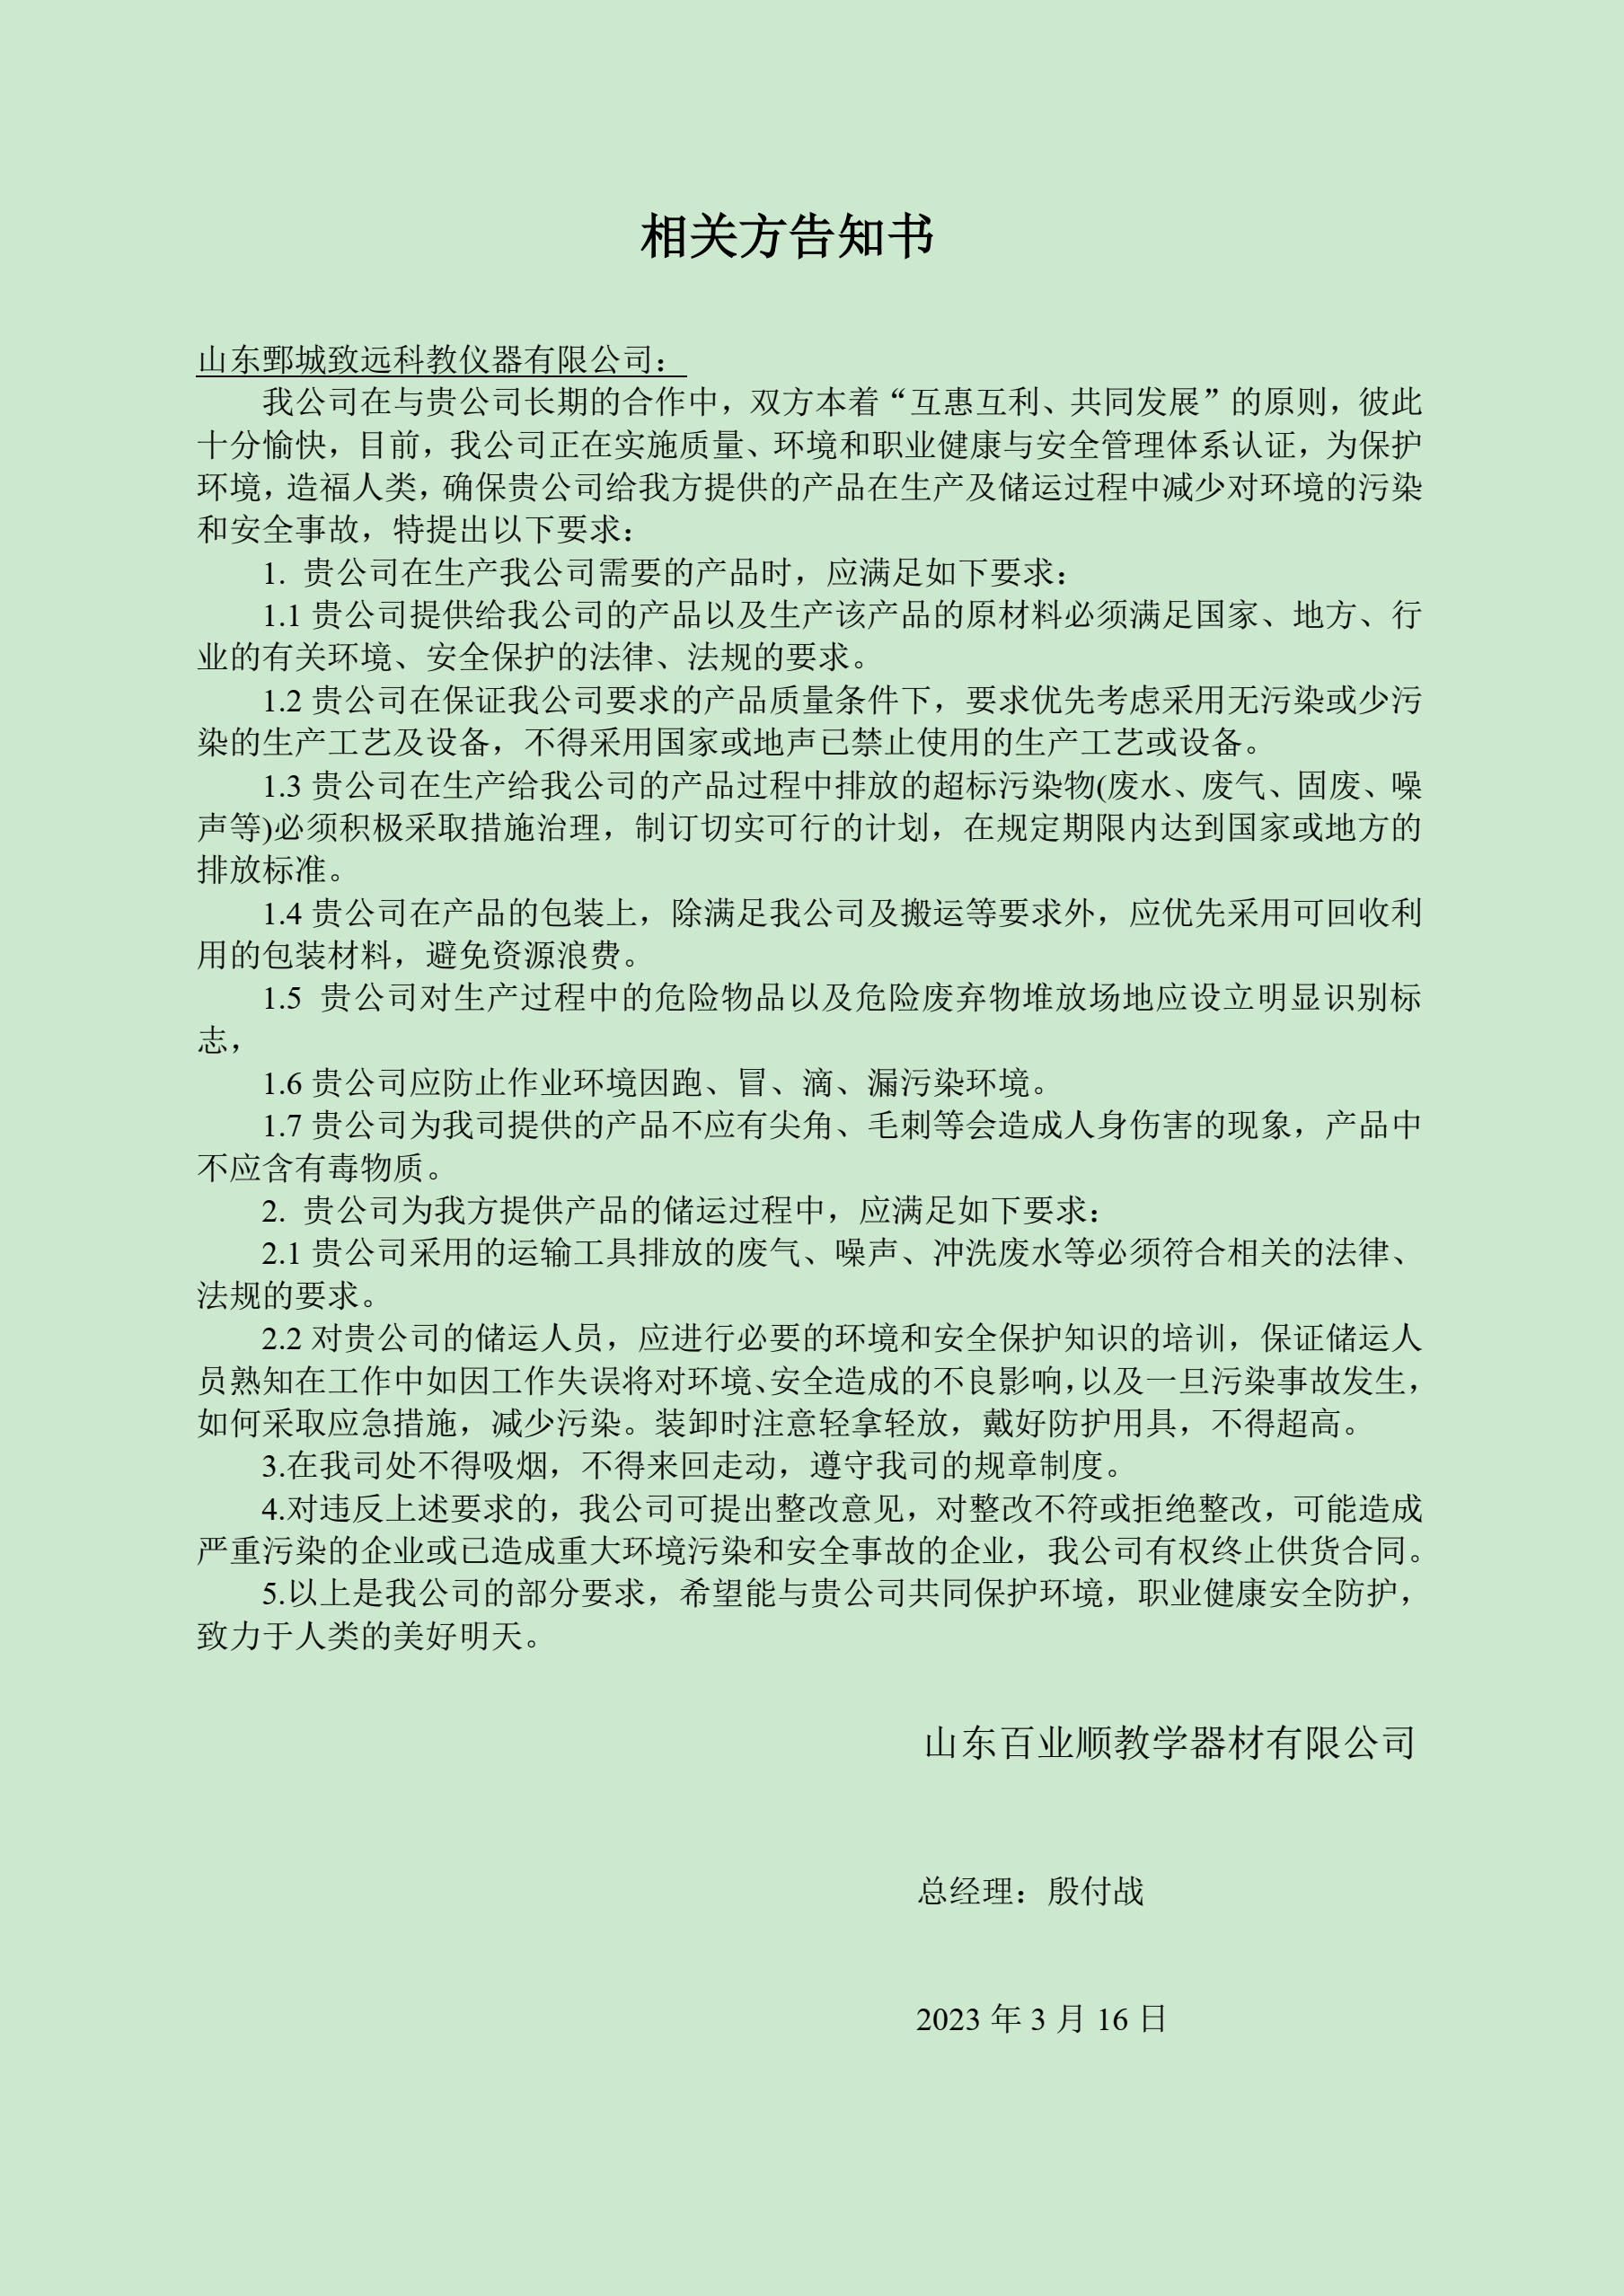 相关方告知书
山东鄄城致远科教仪器有限公司：
我公司在与贵公司长期的合作中，双方本着“互惠互利、共同发展”的原则，彼此
十分愉快，目前，我公司正在实施质量、环境和职业健康与安全管理体系认证，为保护
环境，造福人类，确保贵公司给我方提供的产品在生产及储运过程中减少对环境的污染
和安全事故，特提出以下要求：
1. 贵公司在生产我公司需要的产品时，应满足如下要求：
1.1 贵公司提供给我公司的产品以及生产该产品的原材料必须满足国家、地方、行
业的有关环境、安全保护的法律、法规的要求。
1.2 贵公司在保证我公司要求的产品质量条件下，要求优先考虑采用无污染或少污
染的生产工艺及设备，不得采用国家或地声已禁止使用的生产工艺或设备。
1.3 贵公司在生产给我公司的产品过程中排放的超标污染物(废水、废气、固废、噪
声等)必须积极采取措施治理，制订切实可行的计划，在规定期限内达到国家或地方的
排放标准。
1.4 贵公司在产品的包装上，除满足我公司及搬运等要求外，应优先采用可回收利
用的包装材料，避免资源浪费。
1.5 贵公司对生产过程中的危险物品以及危险废弃物堆放场地应设立明显识别标
志，
1.6 贵公司应防止作业环境因跑、冒、滴、漏污染环境。
1.7 贵公司为我司提供的产品不应有尖角、毛刺等会造成人身伤害的现象，产品中
不应含有毒物质。
2. 贵公司为我方提供产品的储运过程中，应满足如下要求：
2.1 贵公司采用的运输工具排放的废气、噪声、冲洗废水等必须符合相关的法律、
法规的要求。
2.2 对贵公司的储运人员，应进行必要的环境和安全保护知识的培训，保证储运人
员熟知在工作中如因工作失误将对环境、安全造成的不良影响，以及一旦污染事故发生，
如何采取应急措施，减少污染。装卸时注意轻拿轻放，戴好防护用具，不得超高。
3.在我司处不得吸烟，不得来回走动，遵守我司的规章制度。
4.对违反上述要求的，我公司可提出整改意见，对整改不符或拒绝整改，可能造成
严重污染的企业或已造成重大环境污染和安全事故的企业，我公司有权终止供货合同。
5.以上是我公司的部分要求，希望能与贵公司共同保护环境，职业健康安全防护，
致力于人类的美好明天。
山东百业顺教学器材有限公司
总经理：殷付战
2023 年 3 月 16 日